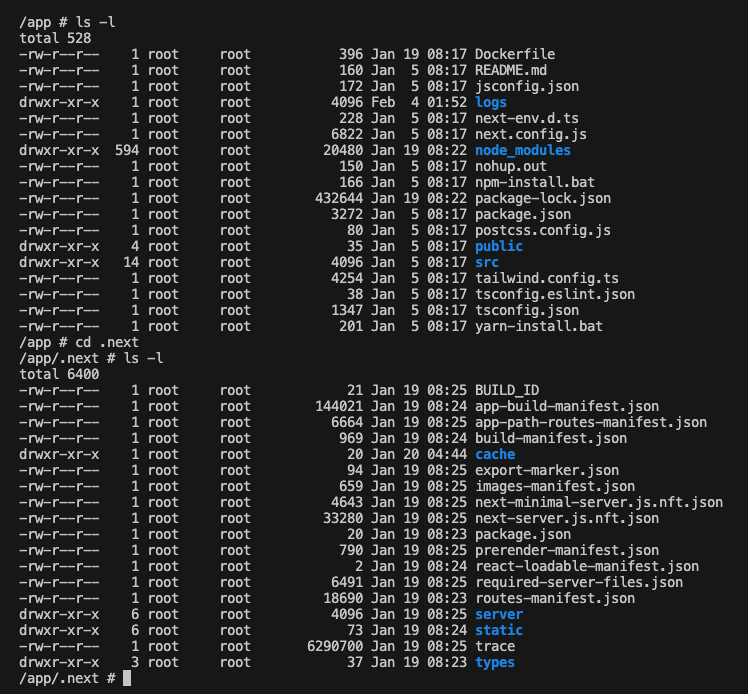 /app # ls -l
total 528
-rw-r--r--    1 root     root           396 Jan 19 08:17 Dockerfile
-rw-r--r--    1 root     root           160 Jan  5 08:17 README.md
-rw-r--r--    1 root     root           172 Jan  5 08:17 jsconfig.json
drwxr-xr-x    1 root     root          4096 Feb  4 01:52 logs
-rw-r--r--    1 root     root           228 Jan  5 08:17 next-env.d.ts
-rw-r--r--    1 root     root          6822 Jan  5 08:17 next.config.js
drwxr-xr-x  594 root     root         20480 Jan 19 08:22 node_modules
-rw-r--r--    1 root     root           150 Jan  5 08:17 nohup.out
-rw-r--r--    1 root     root           166 Jan  5 08:17 npm-install.bat
-rw-r--r--    1 root     root        432644 Jan 19 08:22 package-lock.json
-rw-r--r--    1 root     root          3272 Jan  5 08:17 package.json
-rw-r--r--    1 root     root            80 Jan  5 08:17 postcss.config.js
drwxr-xr-x    4 root     root            35 Jan  5 08:17 public
drwxr-xr-x   14 root     root          4096 Jan  5 08:17 src
-rw-r--r--    1 root     root          4254 Jan  5 08:17 tailwind.config.ts
-rw-r--r--    1 root     root            38 Jan  5 08:17 tsconfig.eslint.json
-rw-r--r--    1 root     root          1347 Jan  5 08:17 tsconfig.json
-rw-r--r--    1 root     root           201 Jan  5 08:17 yarn-install.bat
/app # cd .next
/app/.next # ls -l
total 6400
-rw-r--r--    1 root     root            21 Jan 19 08:25 BUILD_ID
-rw-r--r--    1 root     root        144021 Jan 19 08:24 app-build-manifest.json
-rw-r--r--    1 root     root          6664 Jan 19 08:25 app-path-routes-manifest.json
-rw-r--r--    1 root     root           969 Jan 19 08:24 build-manifest.json
drwxr-xr-x    1 root     root            20 Jan 20 04:44 cache
-rw-r--r--    1 root     root            94 Jan 19 08:25 export-marker.json
-rw-r--r--    1 root     root           659 Jan 19 08:25 images-manifest.json
-rw-r--r--    1 root     root          4643 Jan 19 08:25 next-minimal-server.js.nft.json
-rw-r--r--    1 root     root         33280 Jan 19 08:25 next-server.js.nft.json
-rw-r--r--    1 root     root            20 Jan 19 08:23 package.json
-rw-r--r--    1 root     root           790 Jan 19 08:25 prerender-manifest.json
-rw-r--r--    1 root     root             2 Jan 19 08:24 react-loadable-manifest.json
-rw-r--r--    1 root     root          6491 Jan 19 08:25 required-server-files.json
-rw-r--r--    1 root     root         18690 Jan 19 08:23 routes-manifest.json
drwxr-xr-x    6 root     root          4096 Jan 19 08:25 server
drwxr-xr-x    6 root     root            73 Jan 19 08:24 static
-rw-r--r--    1 root     root       6290700 Jan 19 08:25 trace
drwxr-xr-x    3 root     root            37 Jan 19 08:23 types
/app/.next #